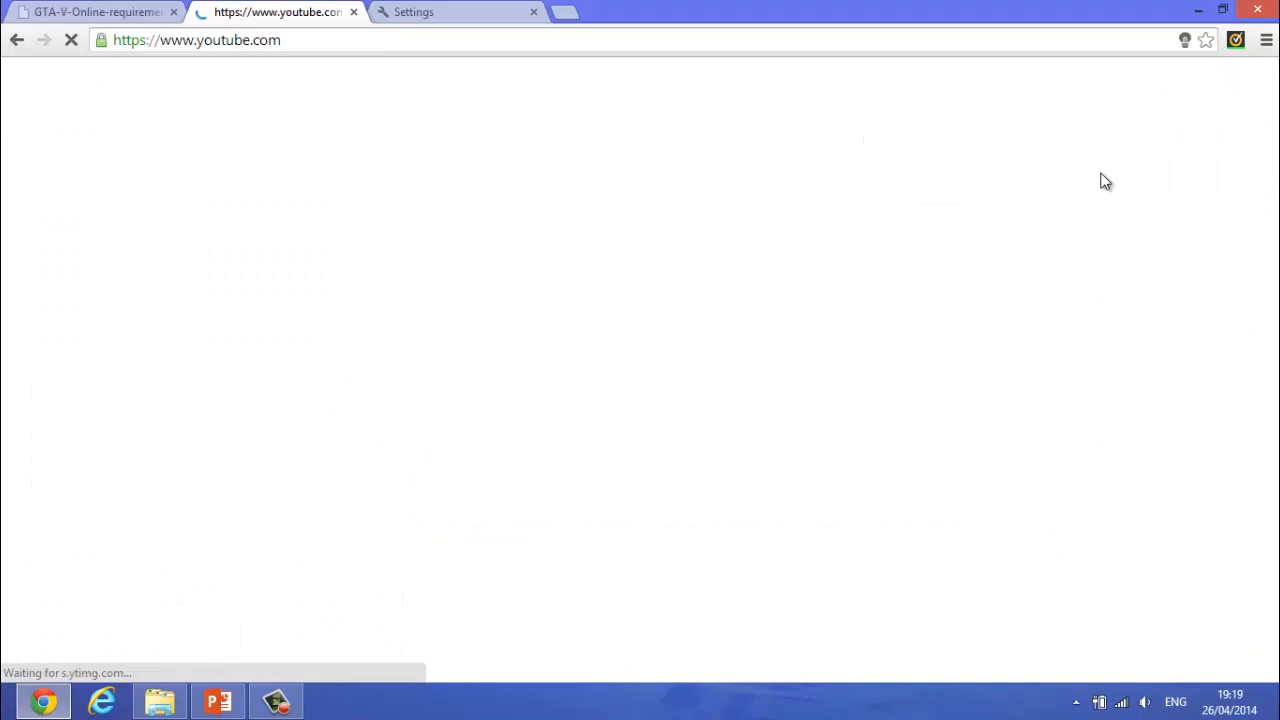 GTA-V-Online-requiremen
https://www.youtube.con
Settings
https://www.youtube.com
Waiting for s.ytimg.com...
ENG
19:19
26/04/2014